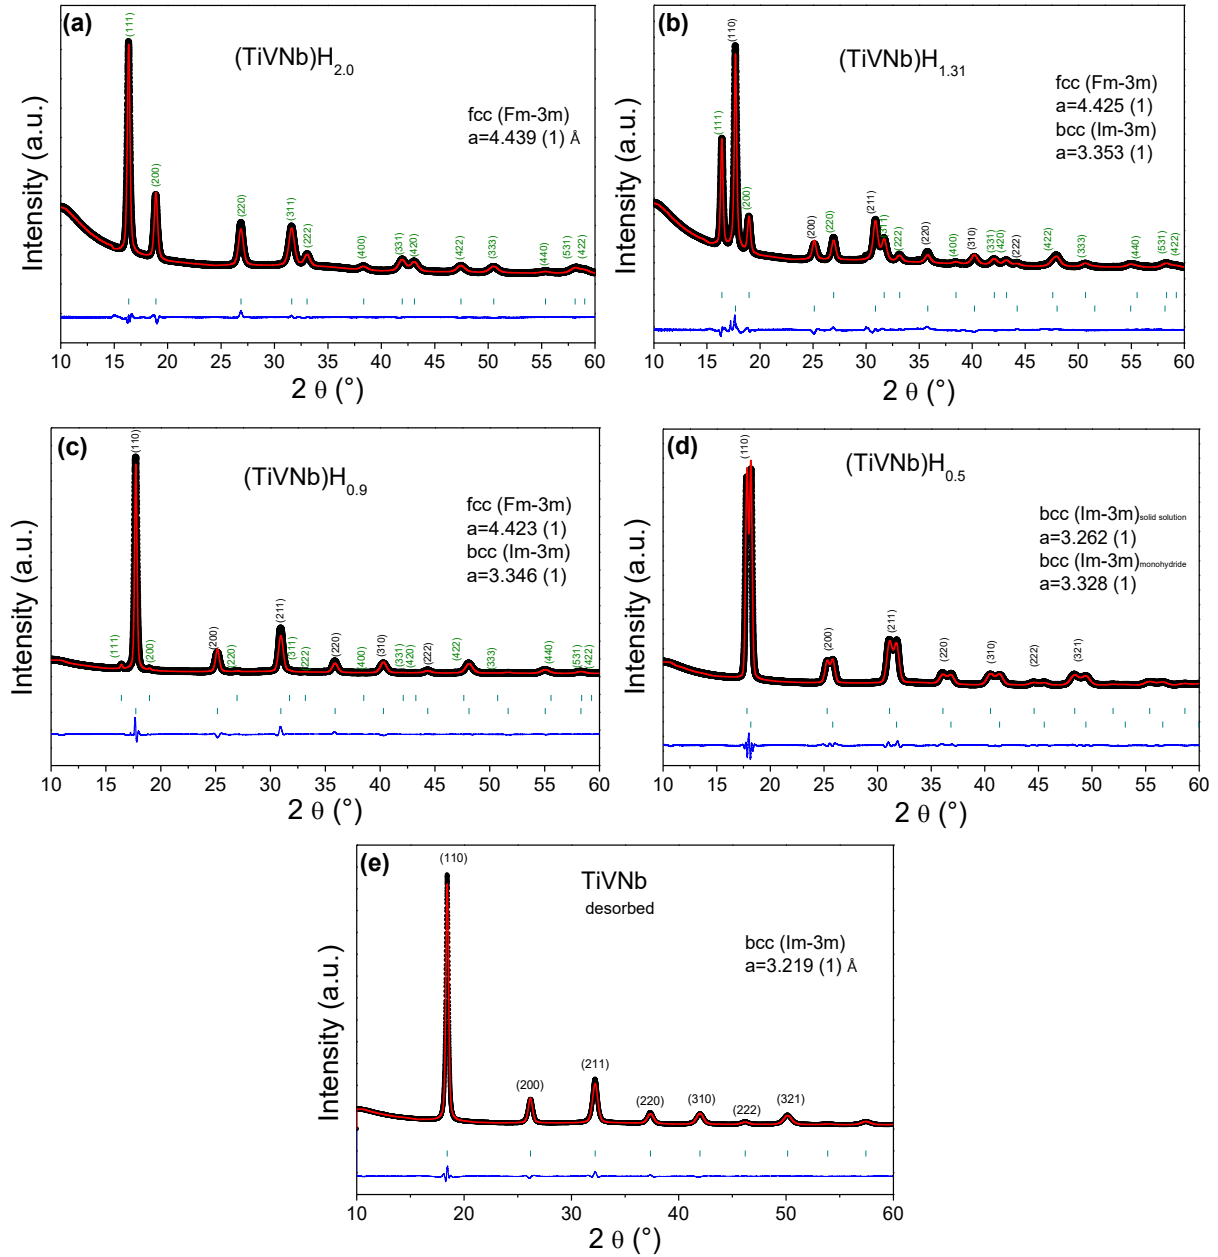 (a)
(TiVNb)H2.0
fcc (Fm-3m)
a=4.439 (1) Å
(111)
(200)
(220)
(311)
(222)
(400)
(331)
(420)
(422)
(333)
(440)
(531)
(422)
Intensity (a.u.)
10 15 20 25 30 35 40 45 50 55 60
2 θ (°)
(b)
(TiVNb)H1.31
fcc (Fm-3m)
a=4.425 (1)
bcc (Im-3m)
a=3.353 (1)
(111)
(110)
(200)
(200)
(220)
(211)
(311)
(222)
(220)
(400)
(310)
(331)
(420)
(222)
(422)
(333)
(440)
(531)
(422)
Intensity (a.u.)
10 15 20 25 30 35 40 45 50 55 60
2 θ (°)
(c)
(TiVNb)H0.9
fcc (Fm-3m)
a=4.423 (1)
bcc (Im-3m)
a=3.346 (1)
(111)
(110)
(200)
(200)
(220)
(211)
(311)
(222)
(220)
(400)
(310)
(331)
(420)
(222)
(422)
(333)
(440)
(531)
(422)
Intensity (a.u.)
10 15 20 25 30 35 40 45 50 55 60
2 θ (°)
(d)
(TiVNb)H0.5
bcc (Im-3m)solid solution
a=3.262 (1)
bcc (Im-3m)monohydride
a=3.328 (1)
(110)
(200)
(211)
(220)
(310)
(222)
(321)
Intensity (a.u.)
10 15 20 25 30 35 40 45 50 55 60
2 θ (°)
(e)
TiVNb
desorbed
bcc (Im-3m)
a=3.219 (1) Å
(110)
(200)
(211)
(220)
(310)
(222)
(321)
Intensity (a.u.)
10 20 30 40 50 60
2 θ (°)